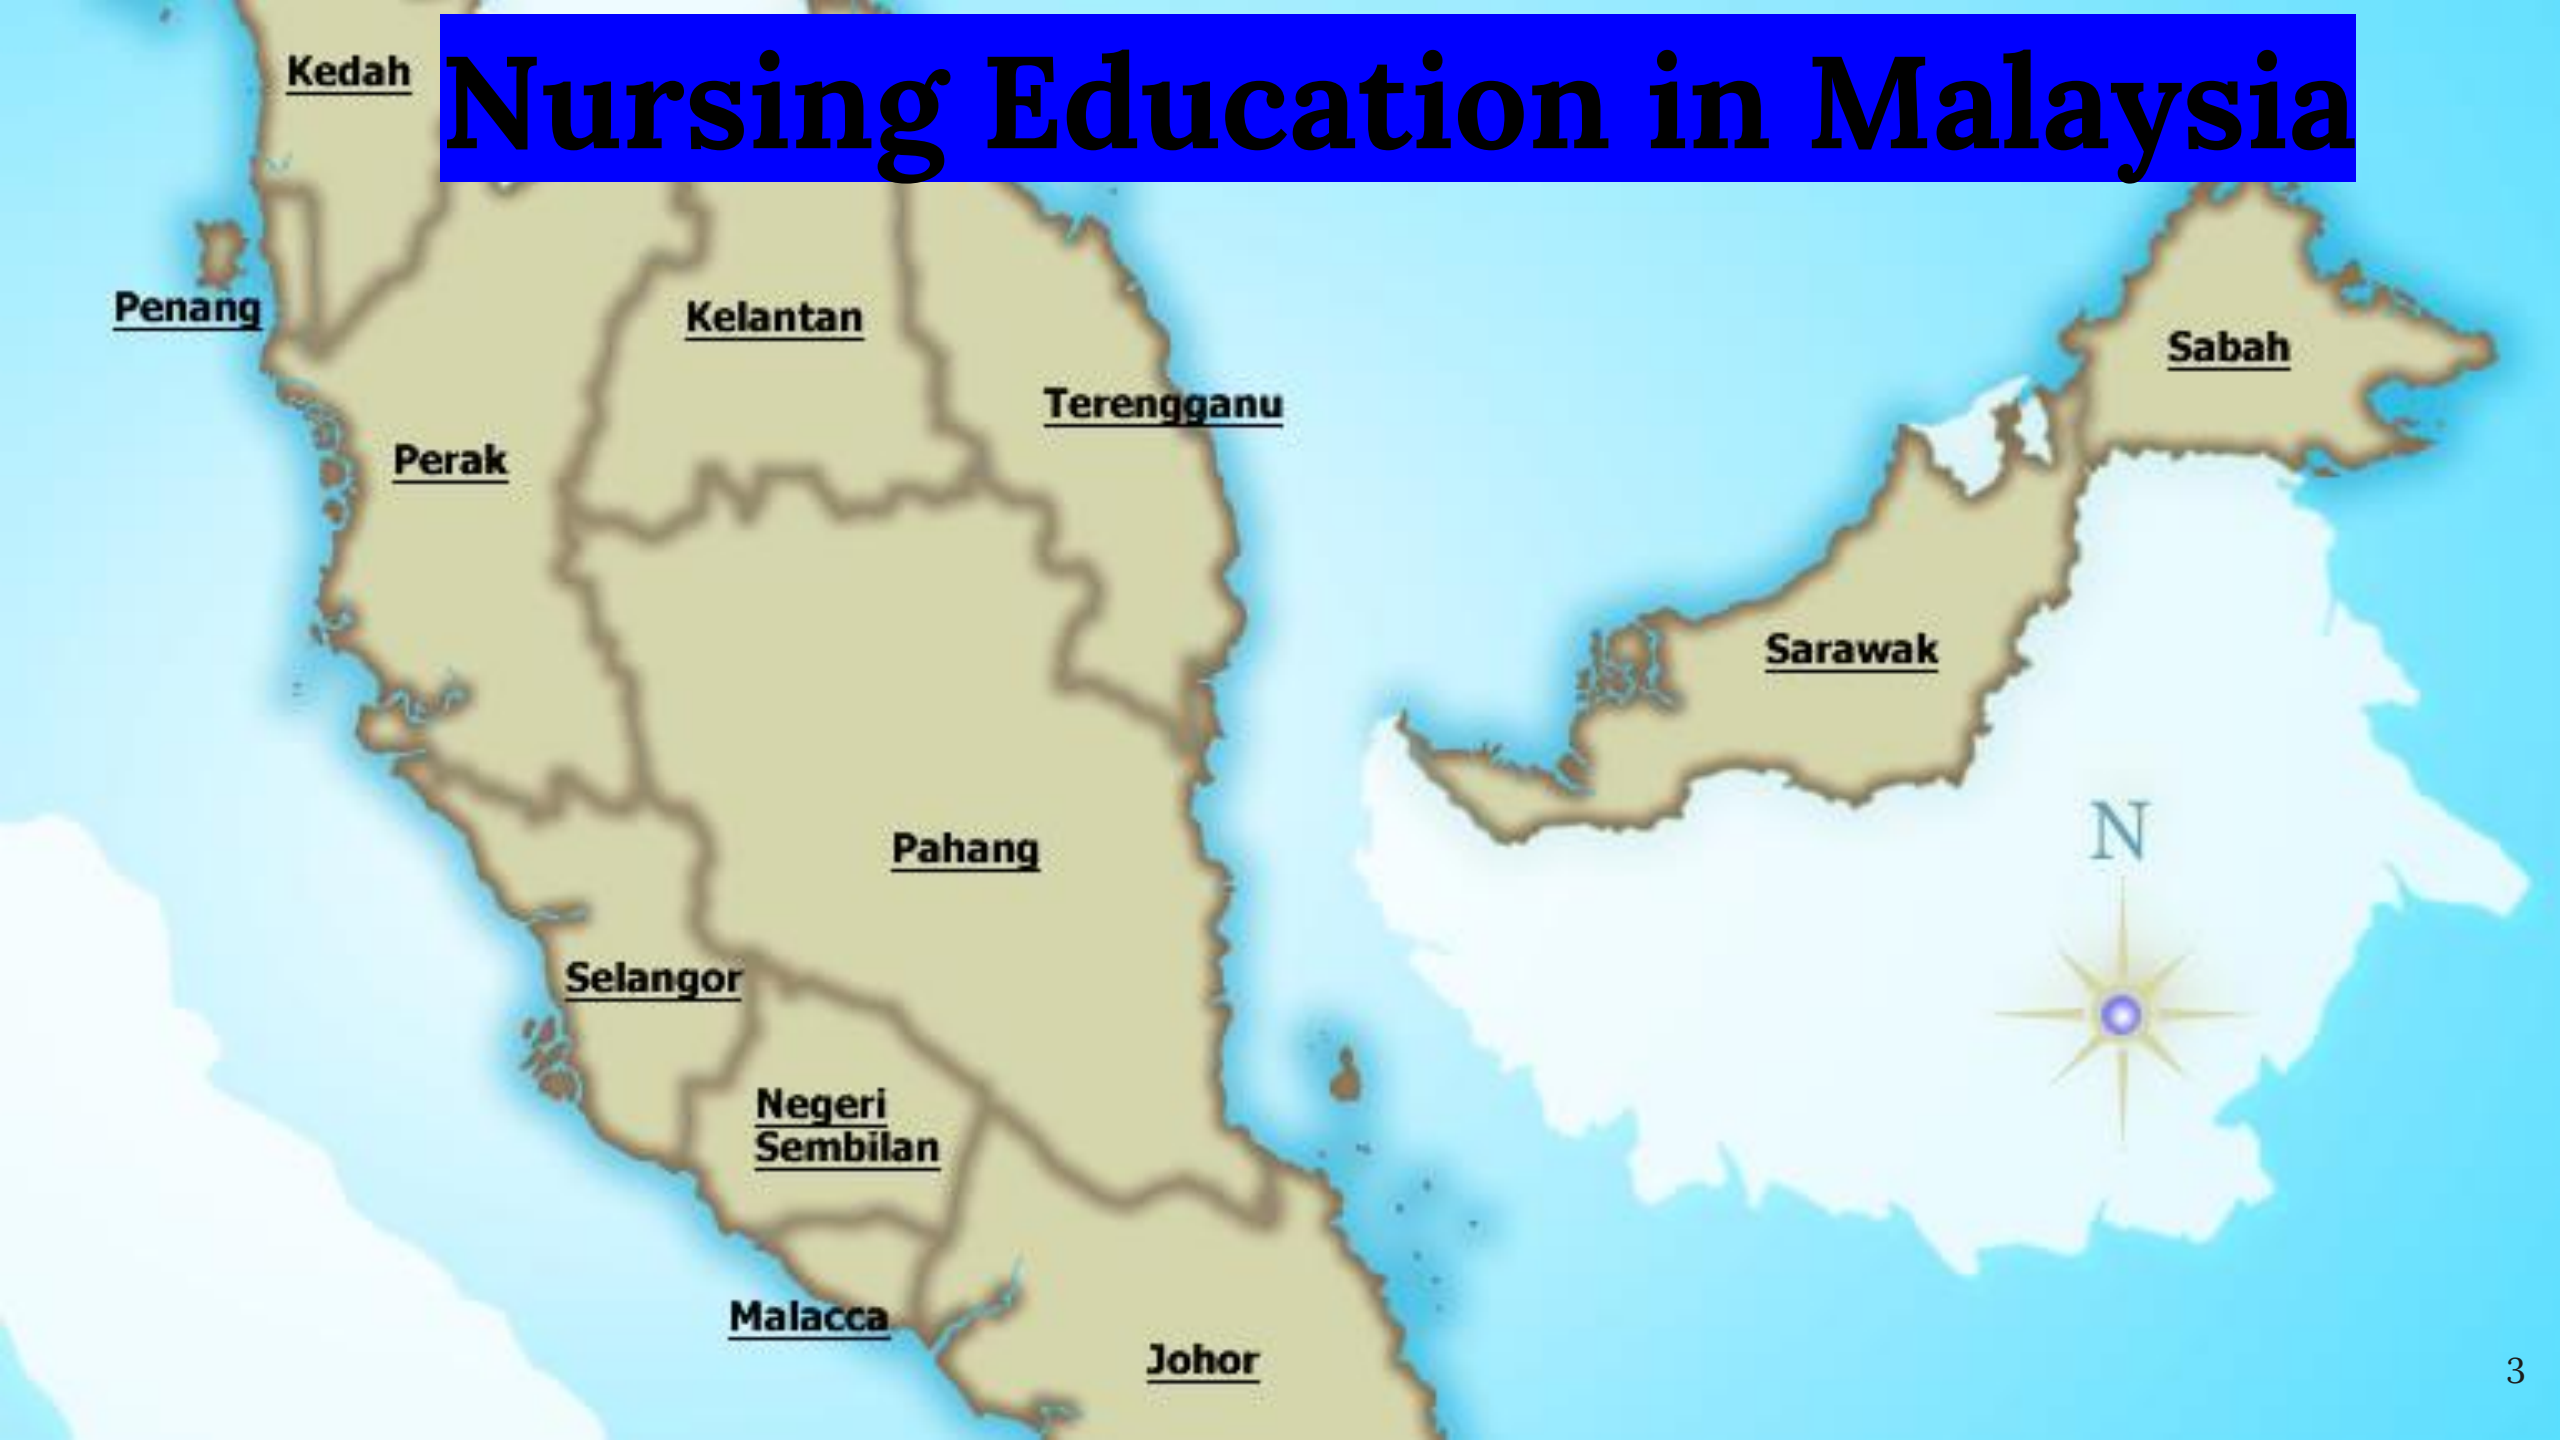 Nursing Education in Malaysia
Kedah
Penang
Kelantan
Sabah
Terengganu
Perak
Sarawak
N
Pahang
Selangor
Negeri
Sembilan
Malacca
Johor
3